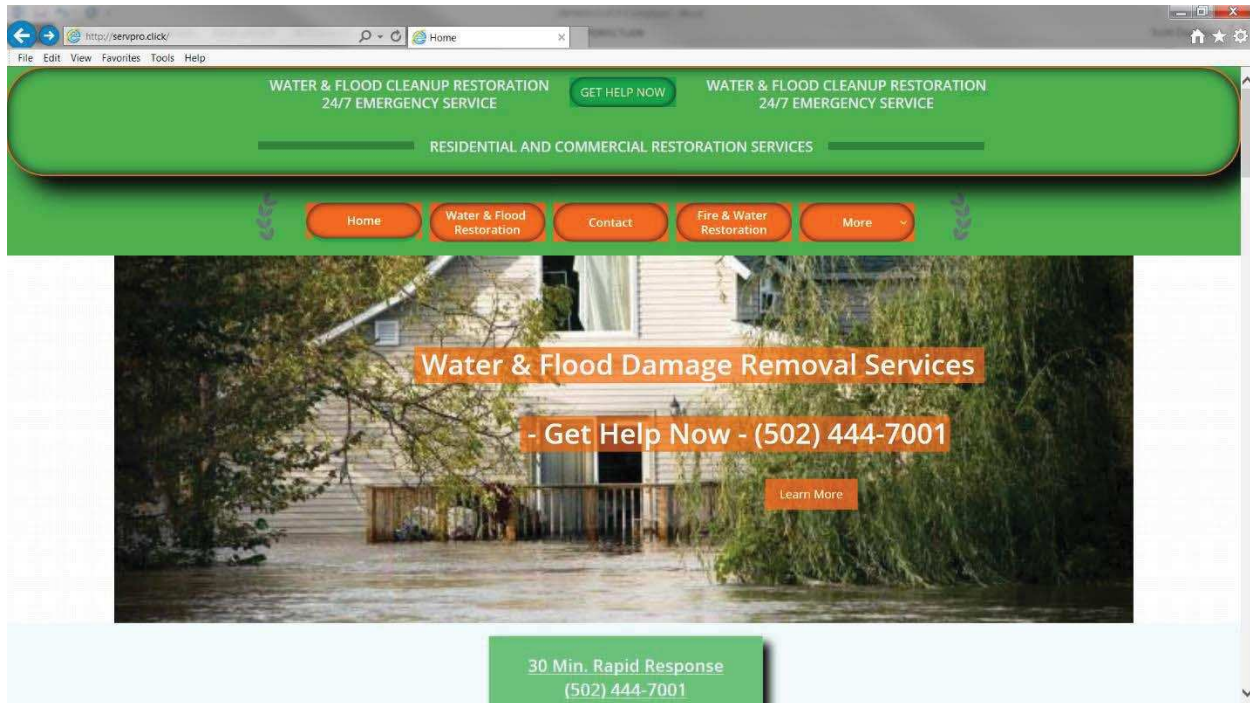 http://servpro.click/
Home
File Edit View Favorites Tools Help
WATER & FLOOD CLEANUP RESTORATION
24/7 EMERGENCY SERVICE
GET HELP NOW
WATER & FLOOD CLEANUP RESTORATION
24/7 EMERGENCY SERVICE
RESIDENTIAL AND COMMERCIAL RESTORATION SERVICES
Home
Water & Flood
Restoration
Contact
Fire & Water
Restoration
More
Water & Flood Damage Removal Services
- Get Help Now - (502) 444-7001
Learn More
30 Min. Rapid Response
(502) 444-7001